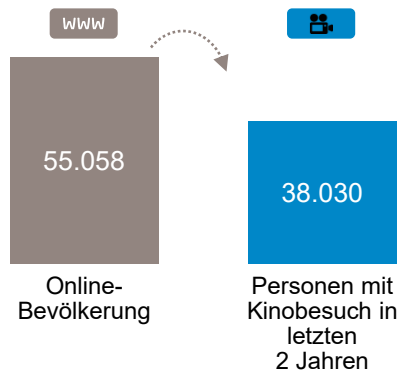 WWW
55.058
38.030
Online-
Bevölkerung
Personen mit
Kinobesuch in
letzten
2 Jahren